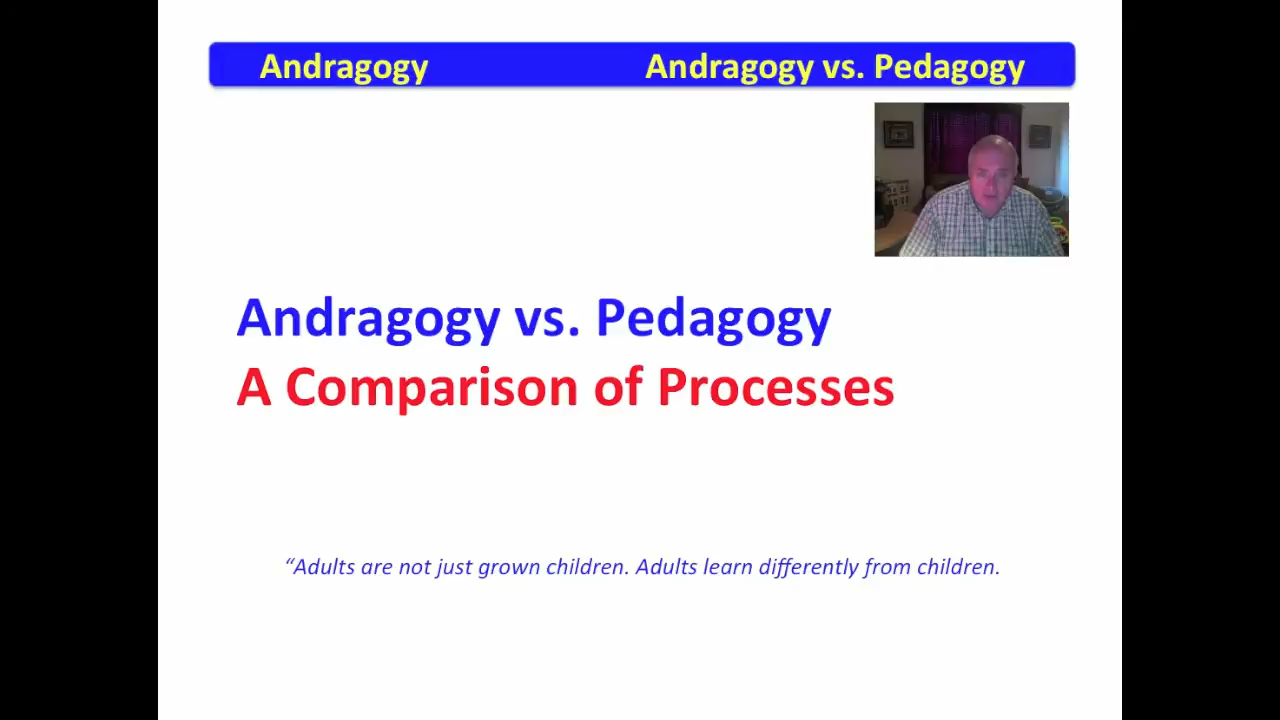 Andragogy Andragogy vs. Pedagogy
Andragogy vs. Pedagogy
A Comparison of Processes
“Adults are not just grown children. Adults learn differently from children.